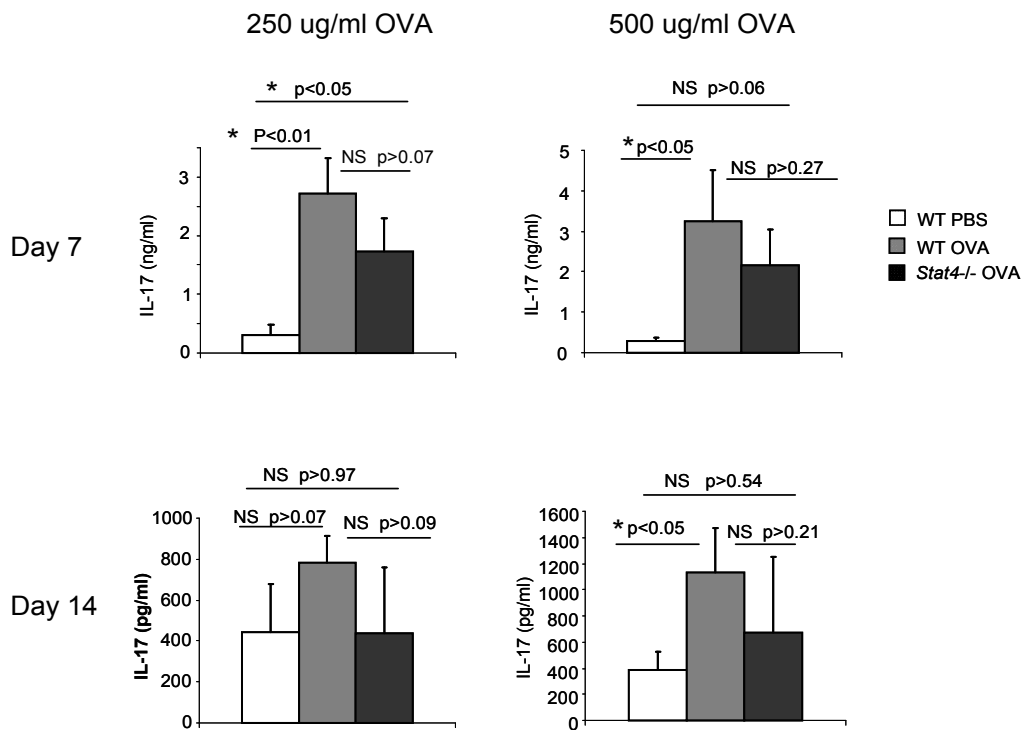 250 ug/ml OVA
500 ug/ml OVA
Day 7
* p<0.05
* P<0.01
NS p>0.07
IL-17 (ng/ml)
3
2
1
0
NS p>0.06
* p<0.05
NS p>0.27
IL-17 (ng/ml)
5
4
3
2
1
0
WT PBS
WT OVA
Stat4-/- OVA
Day 14
NS p>0.97
NS p>0.07
NS p>0.09
IL-17 (pg/ml)
1000
800
600
400
200
0
NS p>0.54
* p<0.05
NS p>0.21
IL-17 (pg/ml)
1600
1400
1200
1000
800
600
400
200
0